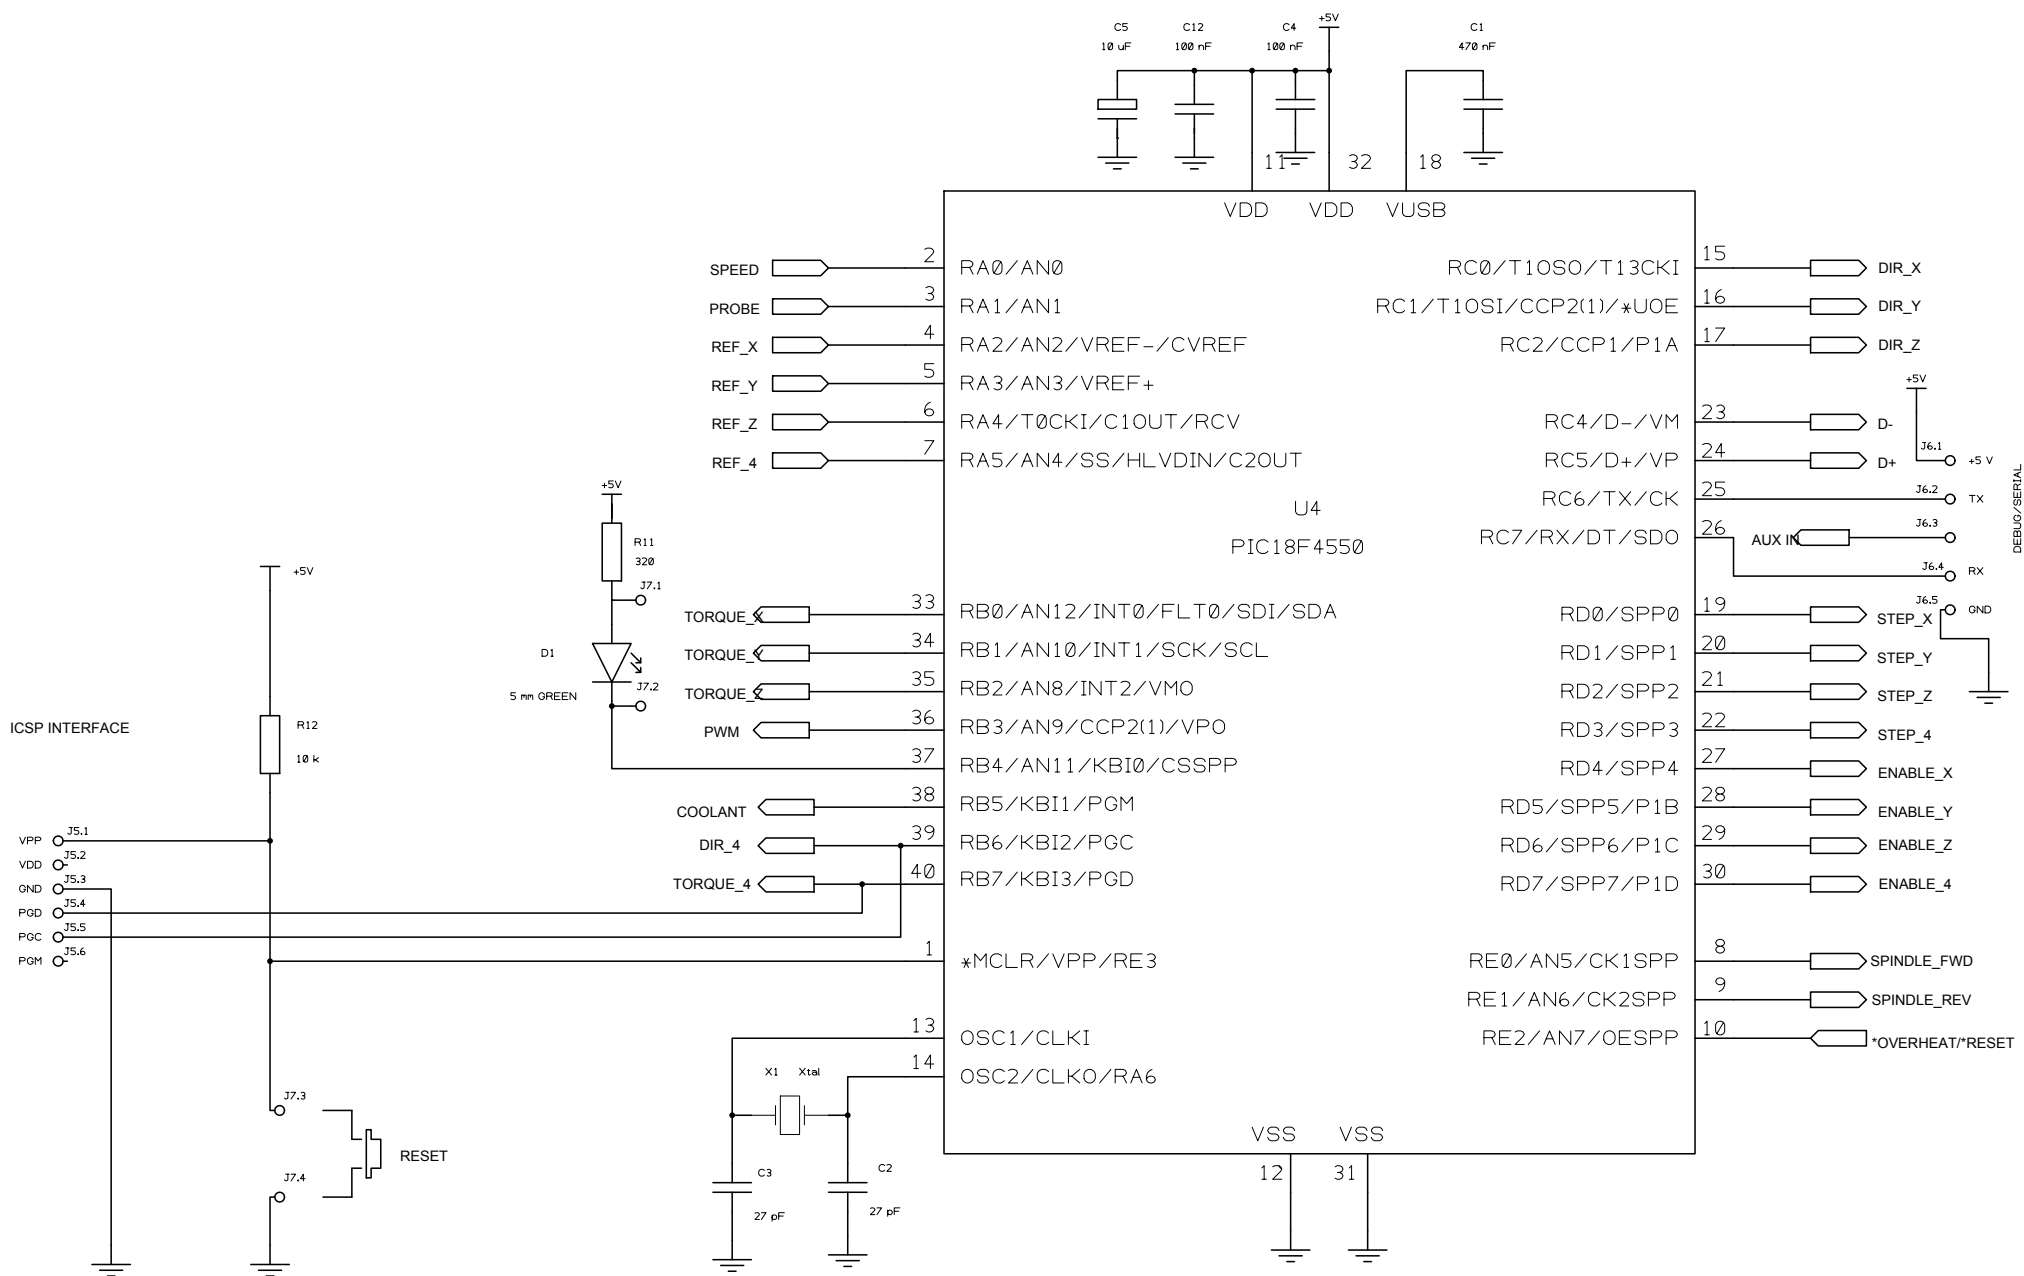 C5
10 uF
C12
100 nF
C4
100 nF
+5V
C1
470 nF
11
32
18
VDD
VDD
VUSB
SPEED
2
RA0/AN0
PROBE
3
RA1/AN1
REF_X
4
RA2/AN2/VREF-/CVREF
REF_Y
5
RA3/AN3/VREF+
REF_Z
6
RA4/T0CKI/C1OUT/RCV
REF_4
7
RA5/AN4/SS/HLVDIN/C2OUT
RC0/T1OSO/T13CKI
15
DIR_X
RC1/T1OSI/CCP2(1)/*UOE
16
DIR_Y
RC2/CCP1/P1A
17
DIR_Z
RC4/D-/VM
23
D-
RC5/D+/VP
24
D+
RC6/TX/CK
25
RC7/RX/DT/SDO
26
+5V
J6.1
+5 V
J6.2
TX
AUX IN
J6.3
J6.4
RX
J6.5
GND
DEBUG/SERIAL
U4
PIC18F4550
+5V
R11
320
J7.1
D1
5 mm GREEN
J7.2
TORQUE_X
33
RB0/AN12/INT0/FLT0/SDI/SDA
TORQUE_Y
34
RB1/AN10/INT1/SCK/SCL
TORQUE_Z
35
RB2/AN8/INT2/VMO
PWM
36
RB3/AN9/CCP2(1)/VPO
37
RB4/AN11/KBI0/CSSPP
COOLANT
38
RB5/KBI1/PGM
DIR_4
39
RB6/KBI2/PGC
TORQUE_4
40
RB7/KBI3/PGD
RD0/SPP0
19
STEP_X
RD1/SPP1
20
STEP_Y
RD2/SPP2
21
STEP_Z
RD3/SPP3
22
STEP_4
RD4/SPP4
27
ENABLE_X
RD5/SPP5/P1B
28
ENABLE_Y
RD6/SPP6/P1C
29
ENABLE_Z
RD7/SPP7/P1D
30
ENABLE_4
+5V
R12
10 k
ICSP INTERFACE
VPP
J5.1
VDD
J5.2
GND
J5.3
PGD
J5.4
PGC
J5.5
PGM
J5.6
1
*MCLR/VPP/RE3
RE0/AN5/CK1SPP
8
SPINDLE_FWD
RE1/AN6/CK2SPP
9
SPINDLE_REV
RE2/AN7/OESPP
10
*OVERHEAT/*RESET
13
OSC1/CLKI
14
OSC2/CLKO/RA6
X1
Xtal
J7.3
RESET
J7.4
C3
27 pF
C2
27 pF
VSS
VSS
12
31